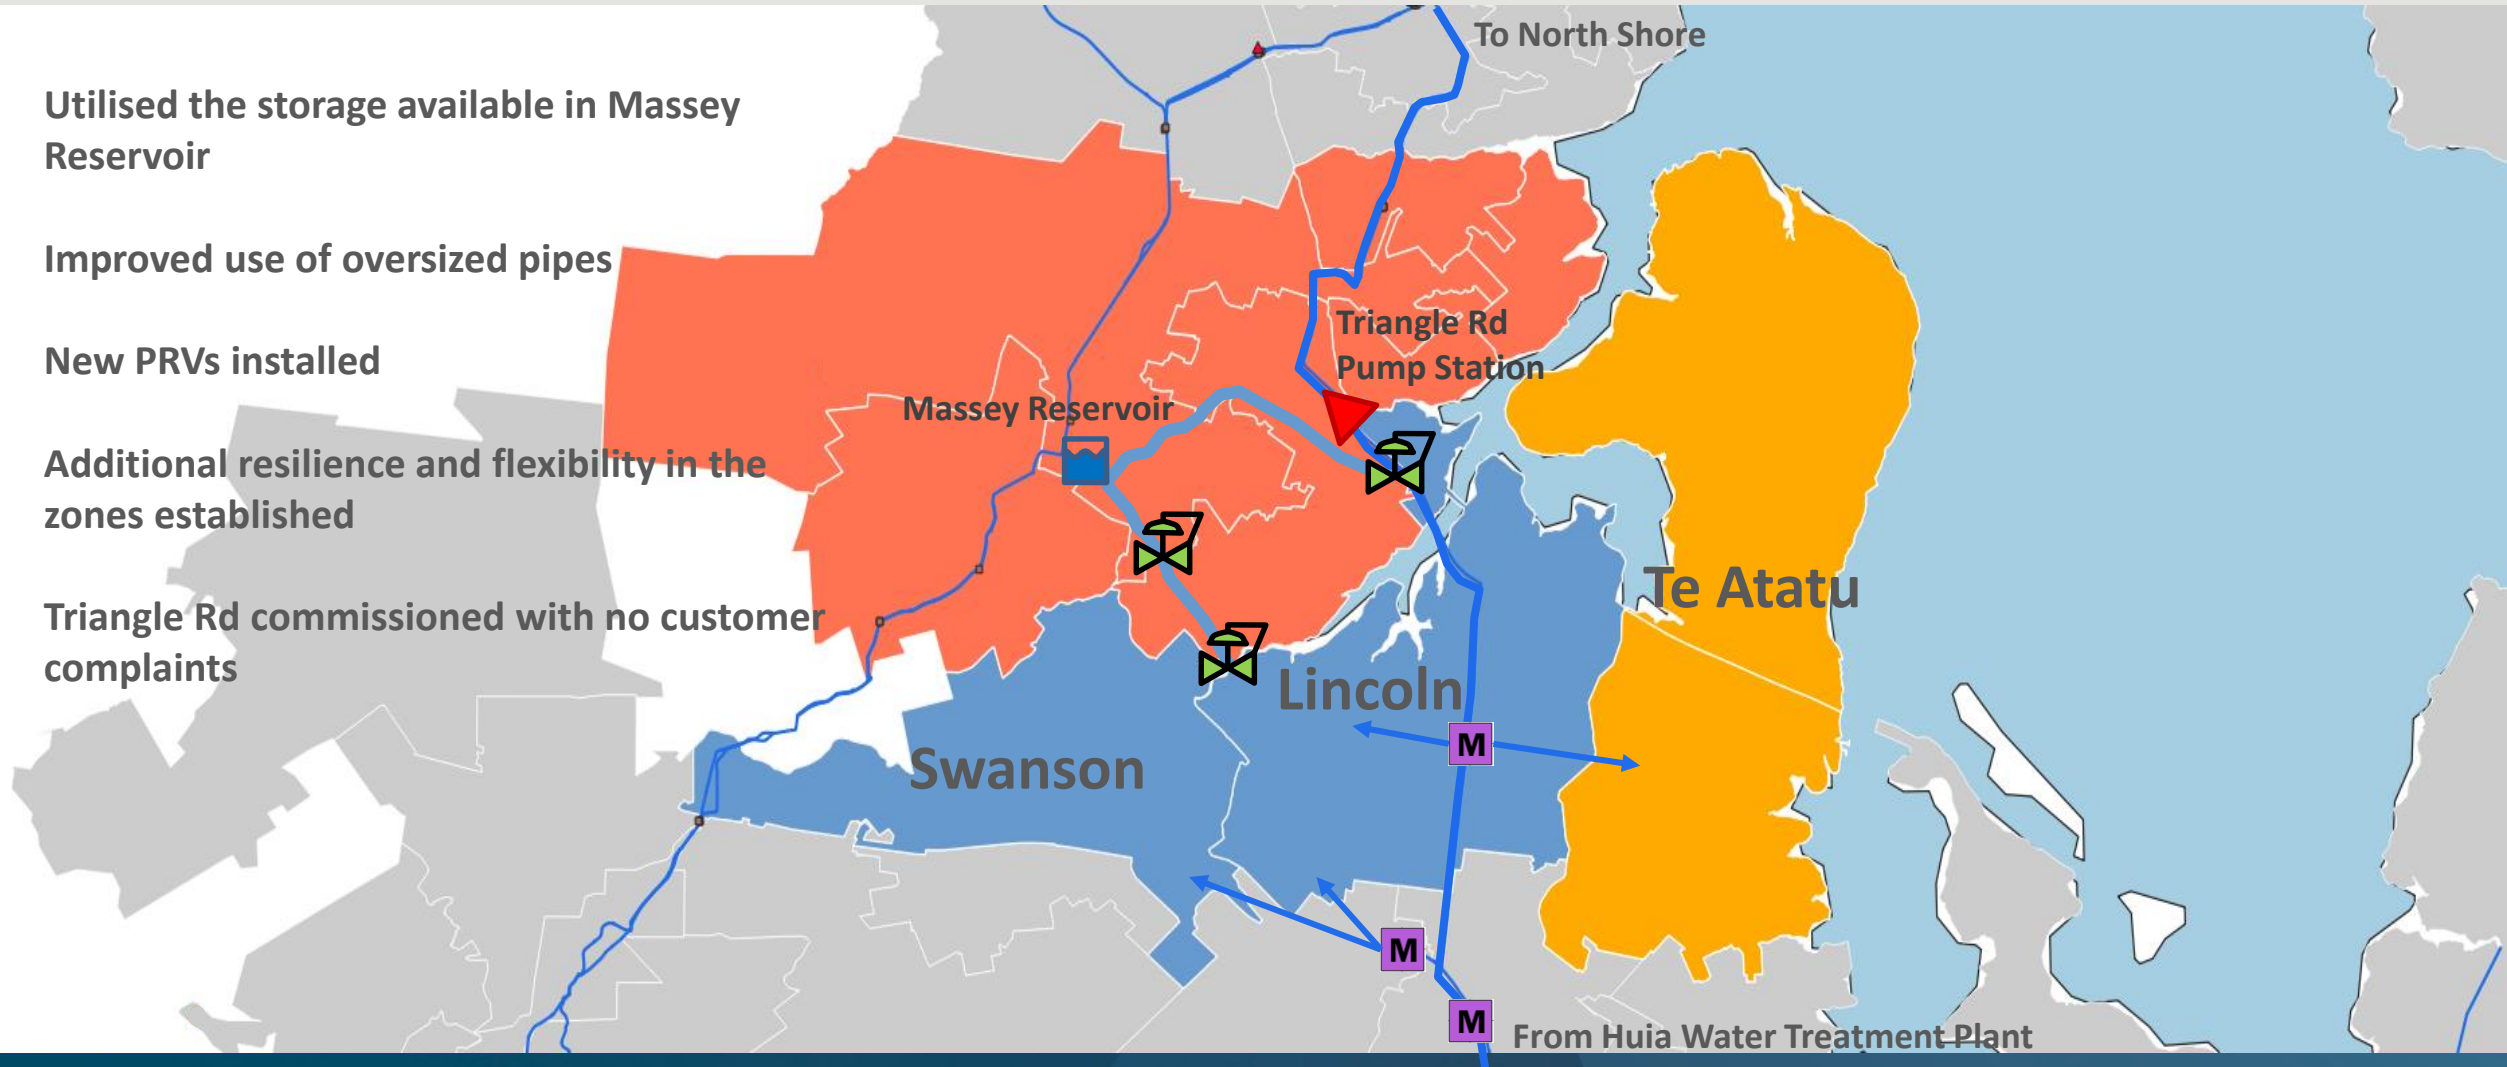 To North Shore
Utilised the storage available in Massey
Reservoir
Improved use of oversized pipes
New PRVs installed
Additional resilience and flexibility in the
zones established
Triangle Rd commissioned with no customer
complaints
Triangle Rd
Pump Station
Massey Reservoir
Te Atatu
Lincoln
Swanson
M
M
M
From Huia Water Treatment Plant